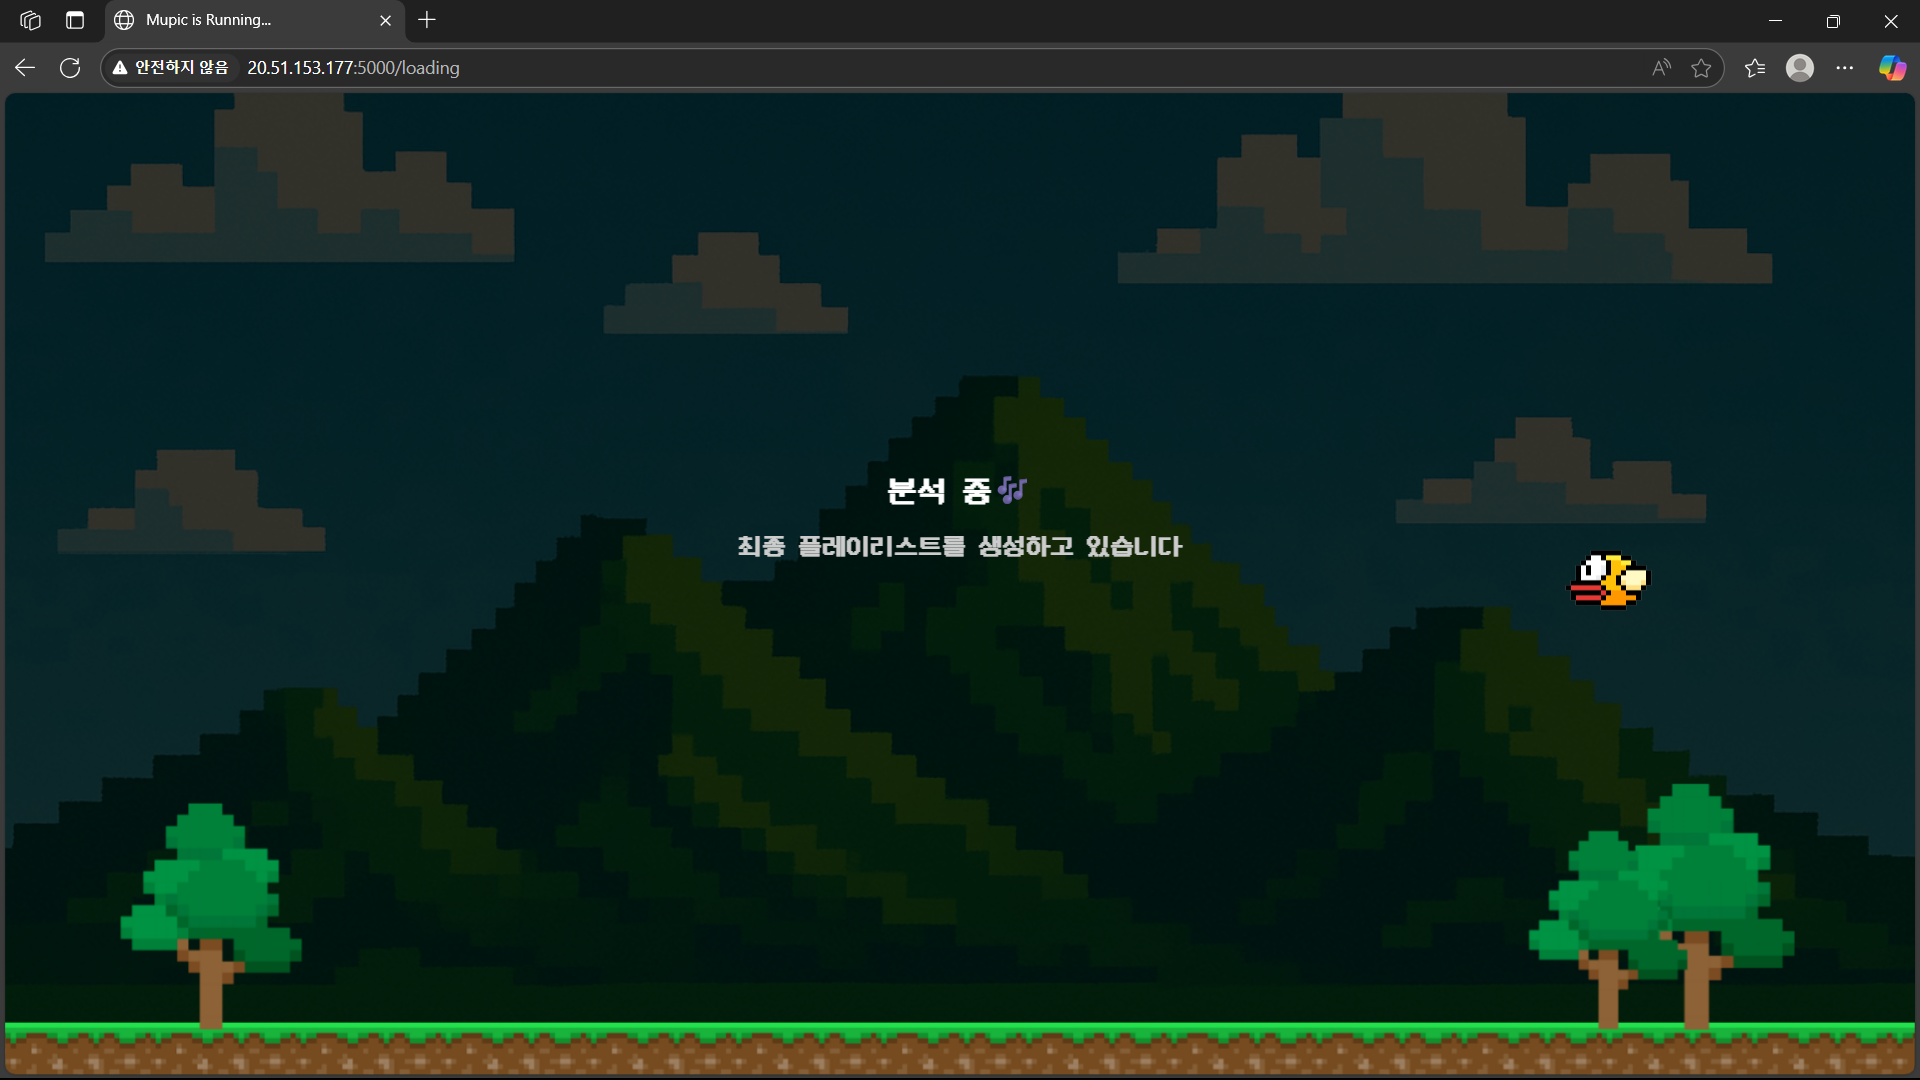 Mupic is Running...
안전하지 않음 20.51.153.177:5000/loading
분석 중
최종 플레이리스트를 생성하고 있습니다